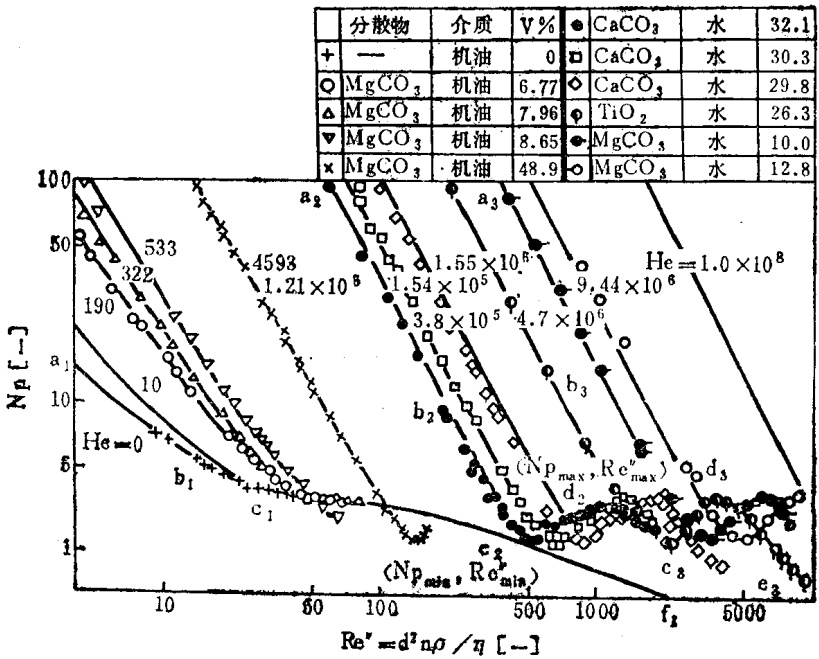 分散物 介质 V% CaCO₃ 水 32.1
— 机油 0 CaCO₃ 水 30.3
MgCO₃ 机油 6.77 CaCO₃ 水 29.8
MgCO₃ 机油 7.96 TiO₂ 水 26.3
MgCO₃ 机油 8.65 MgCO₃ 水 10.0
MgCO₃ 机油 48.9 MgCO₃ 水 12.8
100
50
10
5
1
Np [—]
a₂
a₃
533
322
190
4593
1.21×10⁵
1.55×10⁶
1.54×10⁵
He=1.0×10⁸
9.44×10⁶
3.8×10⁵
4.7×10⁶
a₁
10
b₃
b₂
He=0
b₁
c₁
(Npmax, Re″max)
d₂
d₃
c₂
c₃
e₃
(Npmin, Re″min)
f₂
10 50 100 500 1000 5000
Re″=d²nρ/η [—]